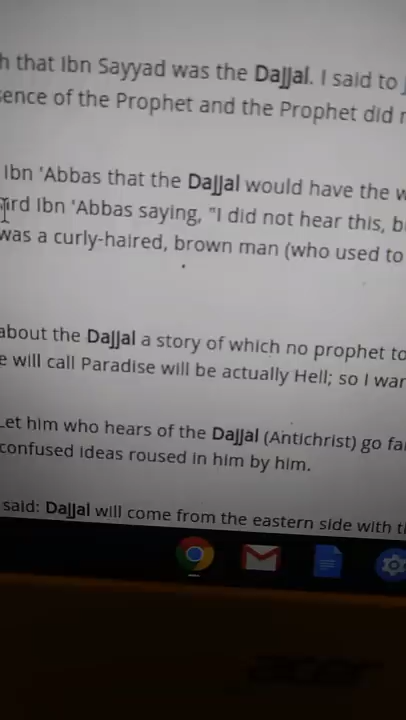 that Ibn Sayyad was the Dajjal. I said to
ence of the Prophet and the Prophet did
Ibn 'Abbas that the Dajjal would have the
ard Ibn 'Abbas saying, "I did not hear this, b
was a curly-haired, brown man (who used to
about the Dajjal a story of which no prophet to
e will call Paradise will be actually Hell; so I war
Let him who hears of the Dajjal (Antichrist) go fa
confused ideas roused in him by him.
said: Dajjal will come from the eastern side with
acer